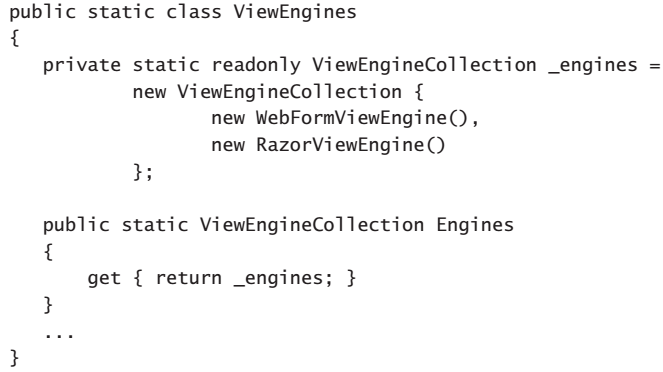 public static class ViewEngines
{
    private static readonly ViewEngineCollection _engines =
            new ViewEngineCollection {
                    new WebFormViewEngine(),
                    new RazorViewEngine()
            };

    public static ViewEngineCollection Engines
    {
        get { return _engines; }
    }
    ...
}